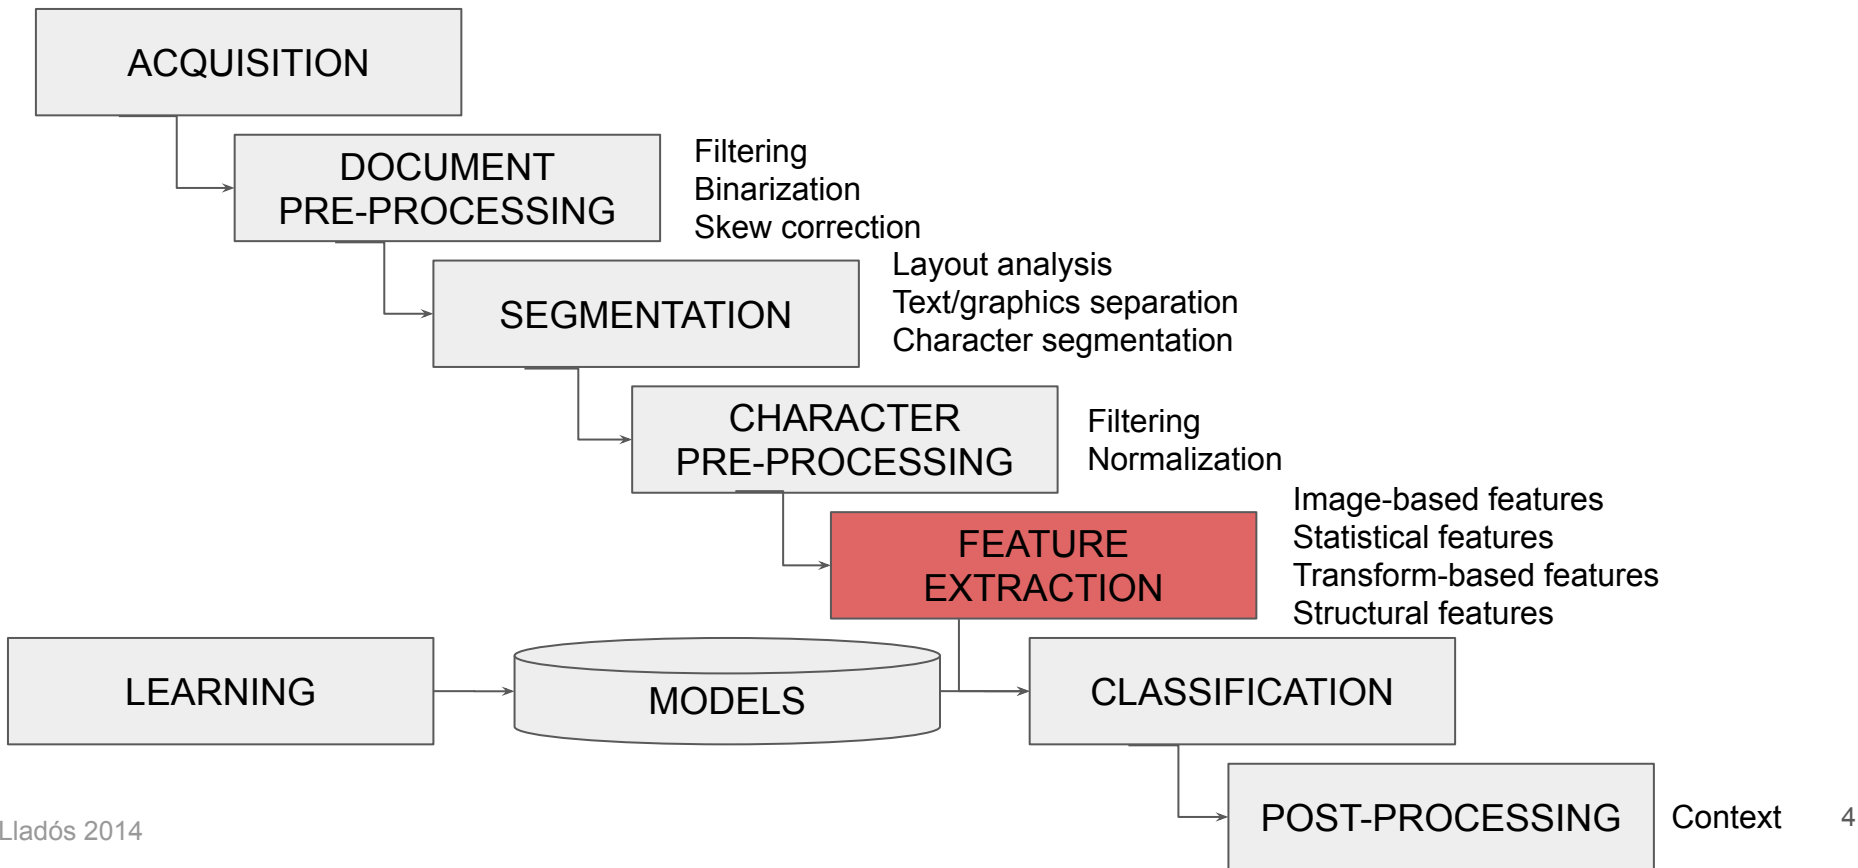 ACQUISITION
DOCUMENT
PRE-PROCESSING
Filtering
Binarization
Skew correction
SEGMENTATION
Layout analysis
Text/graphics separation
Character segmentation
CHARACTER
PRE-PROCESSING
Filtering
Normalization
FEATURE
EXTRACTION
Image-based features
Statistical features
Transform-based features
Structural features
LEARNING
MODELS
CLASSIFICATION
POST-PROCESSING
Context
Lladós 2014
4